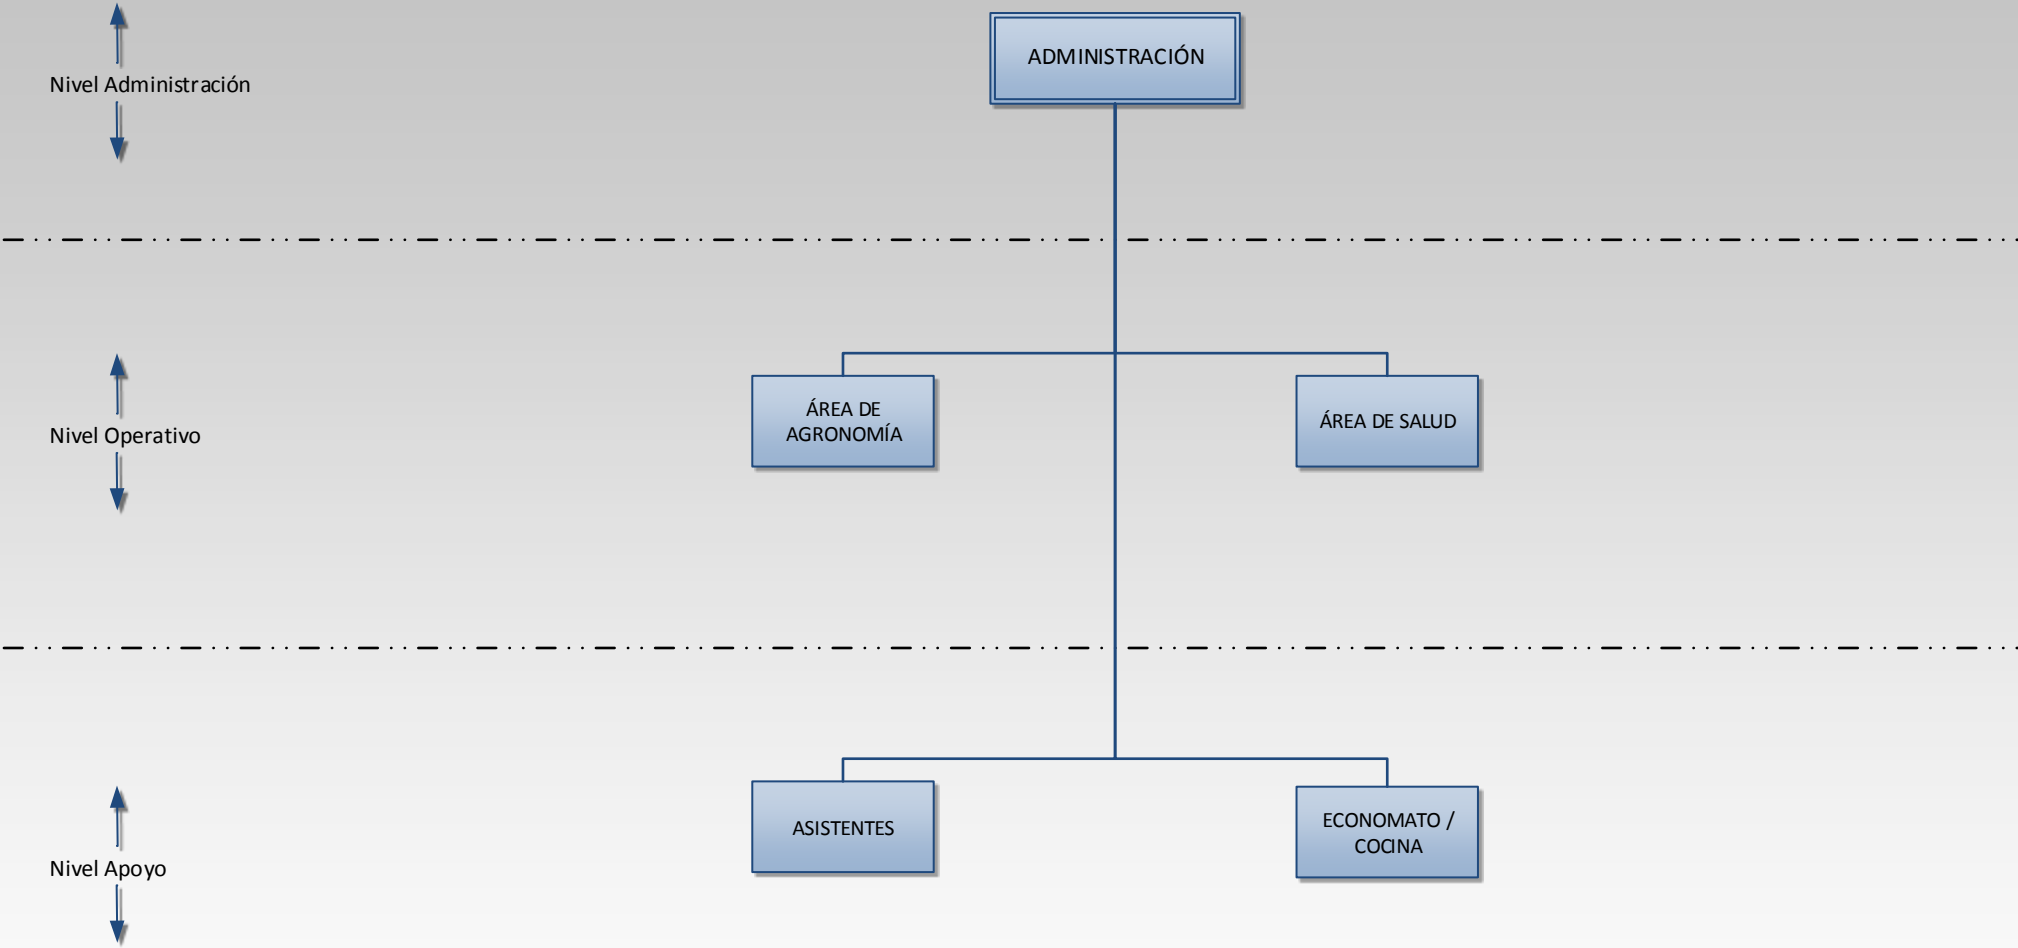 ADMINISTRACIÓN
Nivel Administración
ÁREA DE
AGRONOMÍA
ÁREA DE SALUD
Nivel Operativo
ASISTENTES
ECONOMATO /
COCINA
Nivel Apoyo